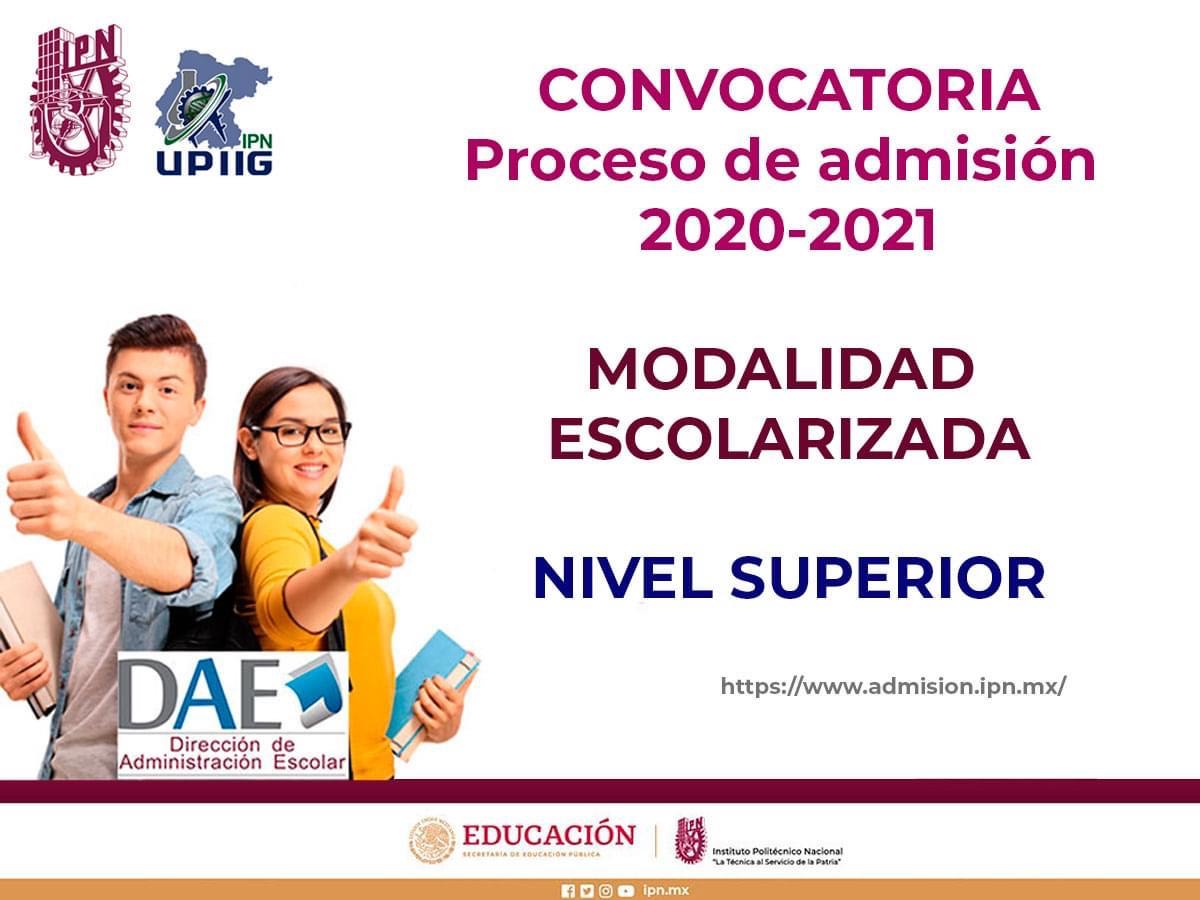 IPN
IPN
UPIIG
CONVOCATORIA
Proceso de admisión
2020-2021
MODALIDAD
ESCOLARIZADA
NIVEL SUPERIOR
https://www.admision.ipn.mx/
DAE
Dirección de
Administración Escolar
EDUCACIÓN
SECRETARÍA DE EDUCACIÓN PÚBLICA
IPN
Instituto Politécnico Nacional
"La Técnica al Servicio de la Patria"
ipn.mx